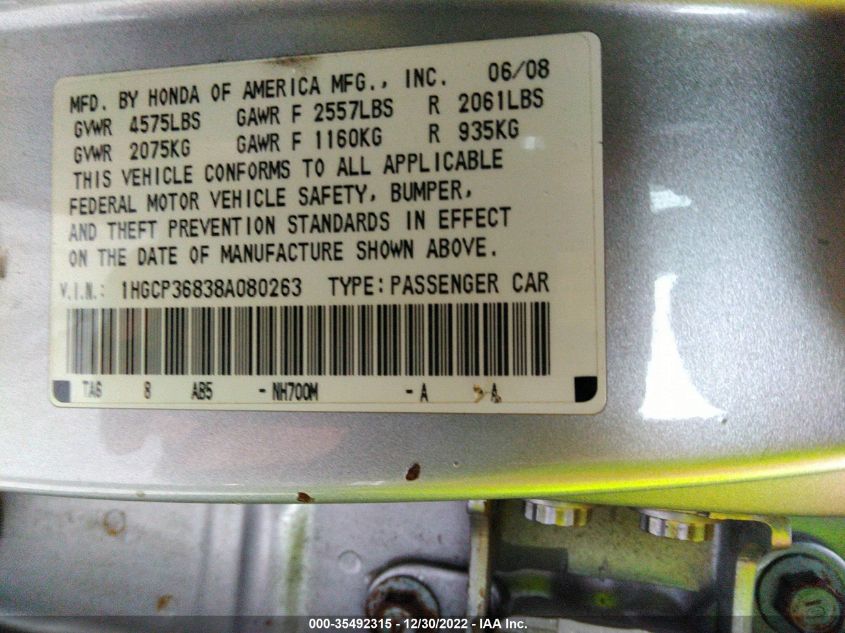 MFD. BY HONDA OF AMERICA MFG., INC. 06/08
GVWR 4575LBS GAWR F 2557LBS R 2061LBS
GVWR 2075KG GAWR F 1160KG R 935KG
THIS VEHICLE CONFORMS TO ALL APPLICABLE
FEDERAL MOTOR VEHICLE SAFETY, BUMPER,
AND THEFT PREVENTION STANDARDS IN EFFECT
ON THE DATE OF MANUFACTURE SHOWN ABOVE.
V.I.N.: 1HGCP36838A080263 TYPE: PASSENGER CAR
TA6 8 AB5 - NH700M - A - A
000-35492315 - 12/30/2022 - IAA Inc.